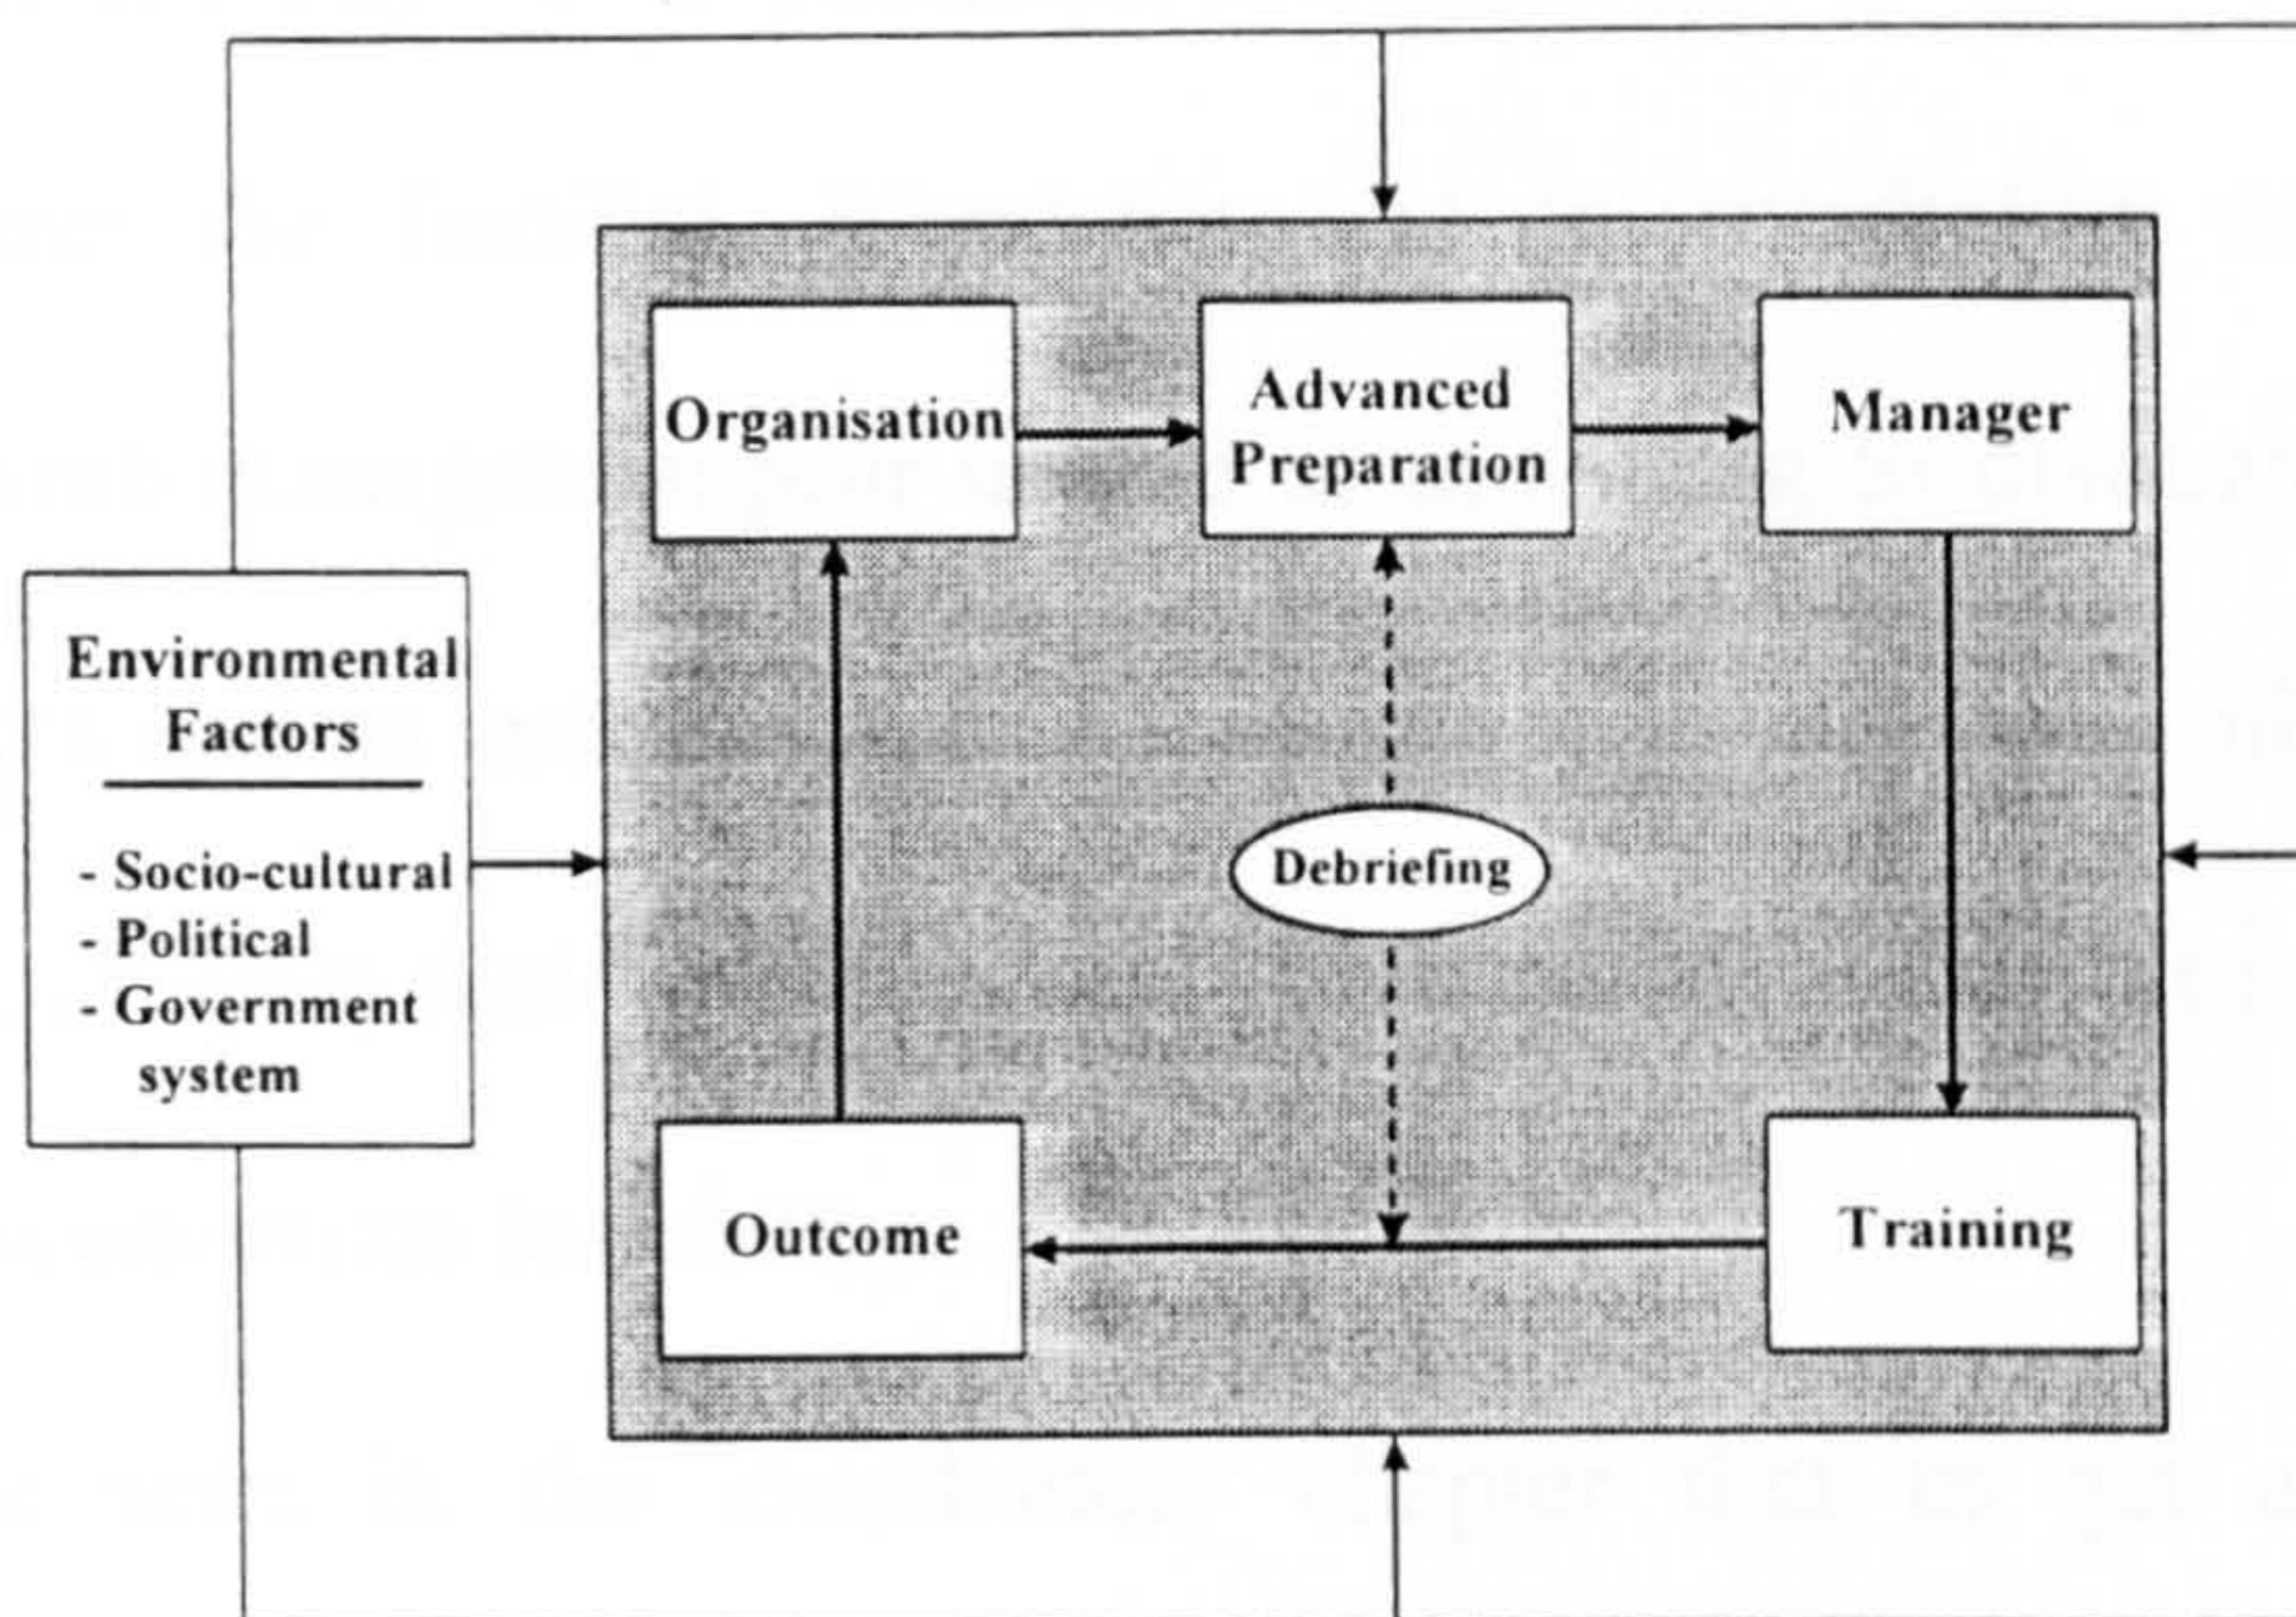 Organisation
Advanced
Preparation
Manager
Environmental
Factors
- Socio-cultural
- Political
- Government
system
Debriefing
Outcome
Training